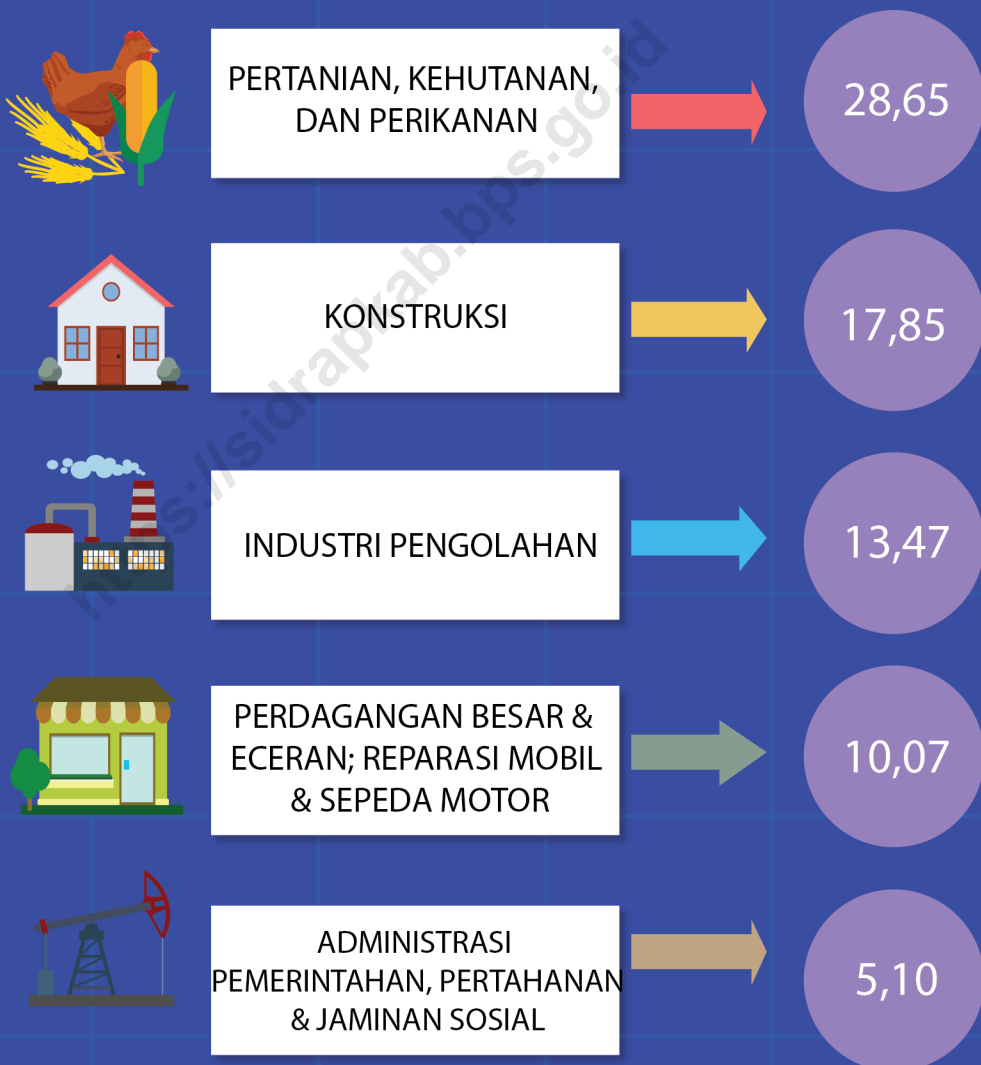 PERTANIAN, KEHUTANAN,
DAN PERIKANAN
28,65
KONSTRUKSI
17,85
INDUSTRI PENGOLAHAN
13,47
PERDAGANGAN BESAR &
ECERAN; REPARASI MOBIL
& SEPEDA MOTOR
10,07
ADMINISTRASI
PEMERINTAHAN, PERTAHANAN
& JAMINAN SOSIAL
5,10
https://sidrapkab.bps.go.id